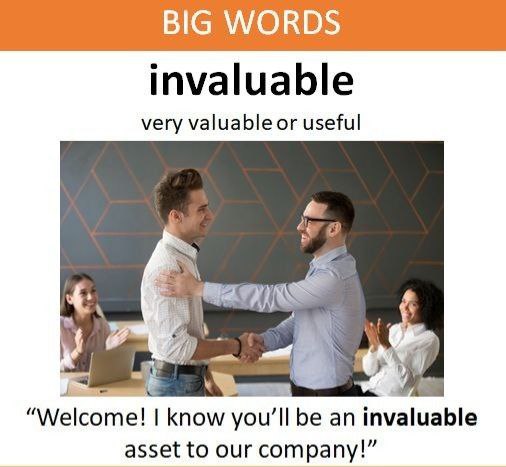 BIG WORDS
invaluable
very valuable or useful
“Welcome! I know you’ll be an invaluable
asset to our company!”